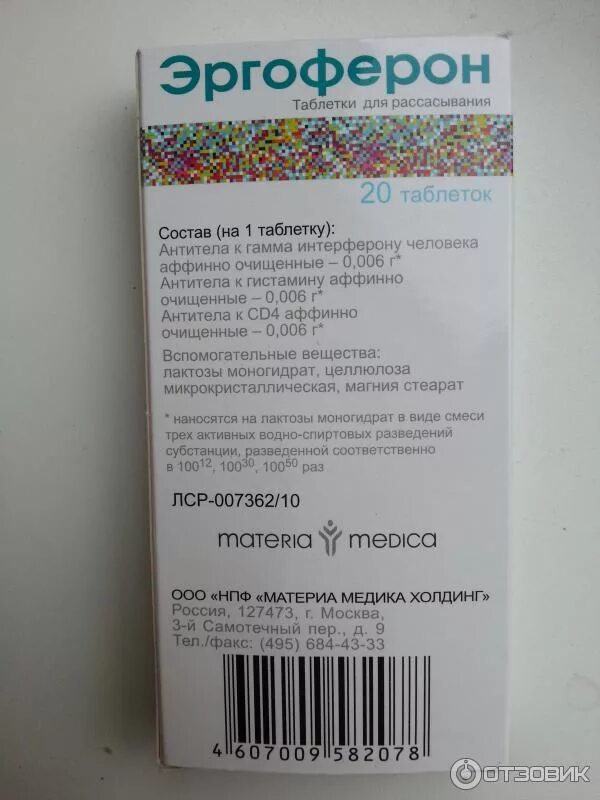 Эргоферон
Таблетки для рассасывания
20 таблеток
Состав (на 1 таблетку):
Антитела к гамма интерферону человека
аффинно очищенные – 0,006 г*
Антитела к гистамину аффинно
очищенные – 0,006 г*
Антитела к CD4 аффинно
очищенные – 0,006 г*
Вспомогательные вещества:
лактозы моногидрат, целлюлоза
микрокристаллическая, магния стеарат
* наносятся на лактозы моногидрат в виде смеси
трех активных водно-спиртовых разведений
субстанции, разведенной соответственно
в 100¹², 100³⁰, 100⁵⁰ раз
ЛСР-007362/10
materia medica
ООО «НПФ «МАТЕРИА МЕДИКА ХОЛДИНГ»
Россия, 127473, г. Москва,
3-й Самотечный пер., д. 9
Тел./факс: (495) 684-43-33
4 607009 582078
ОТЗОВИК